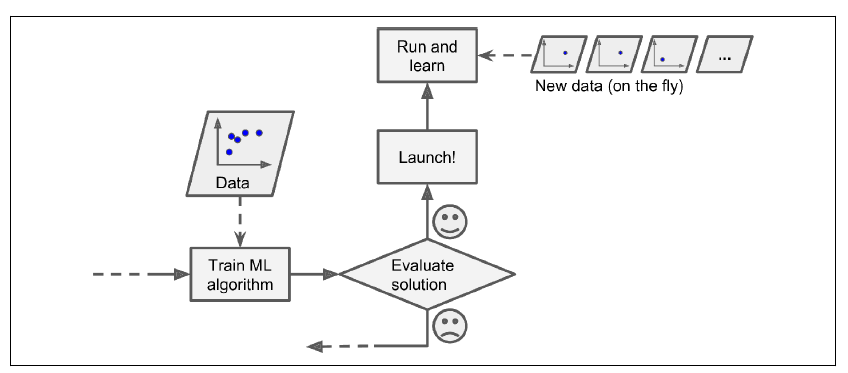 Run and
learn
...
New data (on the fly)
Launch!
Data
Train ML
algorithm
Evaluate
solution